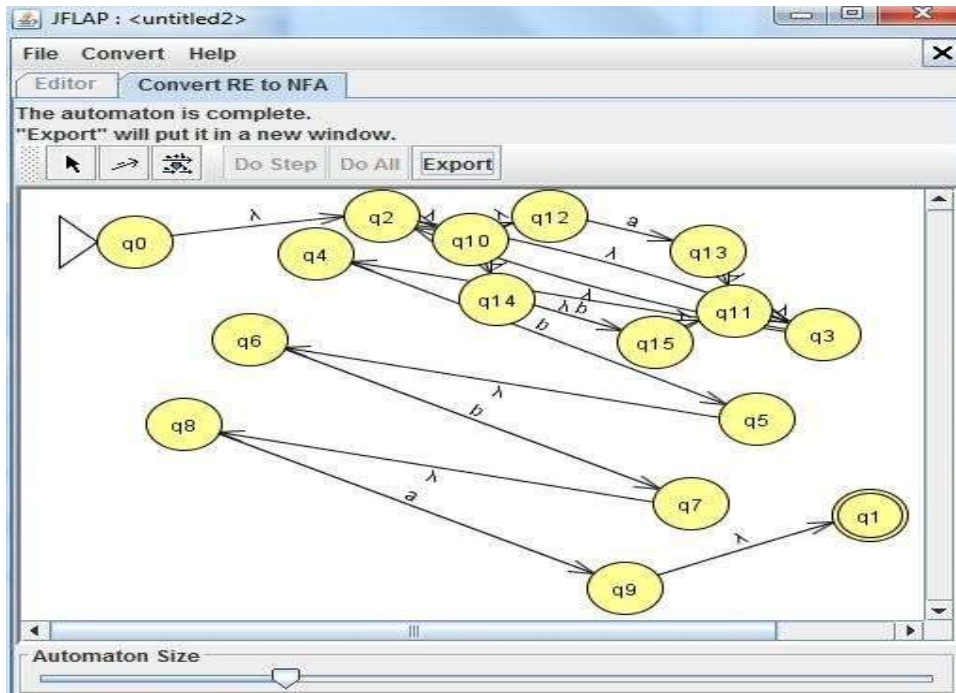 JFLAP : <untitled2>
File Convert Help
Editor Convert RE to NFA
The automaton is complete.
"Export" will put it in a new window.
Do Step Do All Export
q0 λ q2 λ q10 λ q12 a q13
q4 λ q14 λ b q15 λ q11 λ q3
λ
b
q6 λ q5
b
q8 λ q7
a
q9 λ q1
Automaton Size